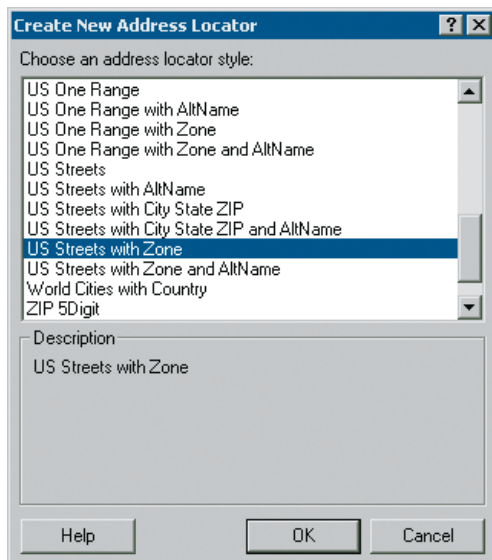 Create New Address Locator
Choose an address locator style:
US One Range
US One Range with AltName
US One Range with Zone
US One Range with Zone and AltName
US Streets
US Streets with AltName
US Streets with City State ZIP
US Streets with City State ZIP and AltName
US Streets with Zone
US Streets with Zone and AltName
World Cities with Country
ZIP 5Digit
Description
US Streets with Zone
Help
OK
Cancel